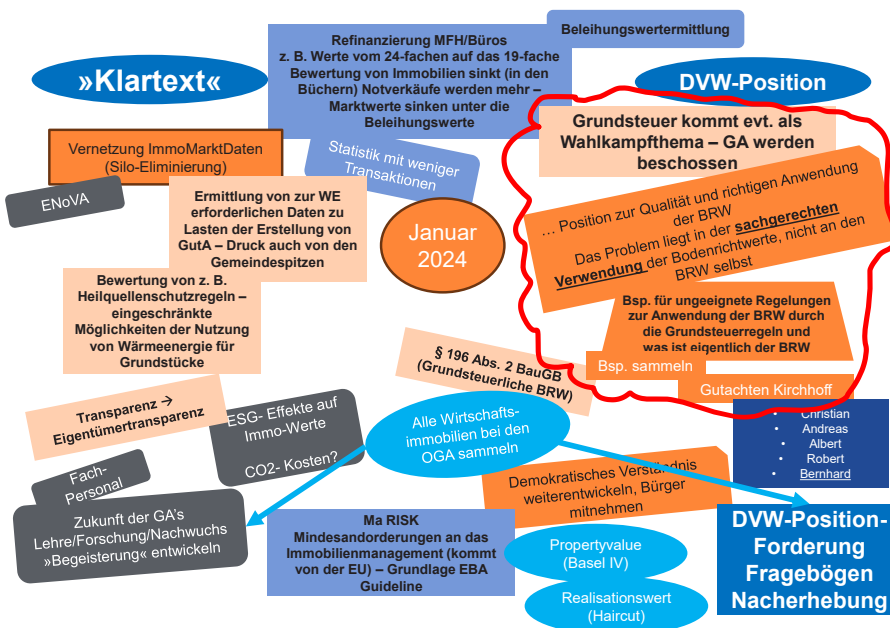 Beleihungswertermittlung
»Klartext«
Refinanzierung MFH/Büros
z. B. Werte vom 24-fachen auf das 19-fache
Bewertung von Immobilien sinkt (in den
Büchern) Notverkäufe werden mehr –
Marktwerte sinken unter die
Beleihungswerte
DVW-Position
Grundsteuer kommt evt. als
Wahlkampfthema – GA werden
beschossen
Vernetzung ImmoMarktDaten
(Silo-Eliminierung)
Statistik mit weniger
Transaktionen
ENoVA
Ermittlung von zur WE
erforderlichen Daten zu
Lasten der Erstellung von
GutA – Druck auch von den
Gemeindespitzen
Januar
2024
… Position zur Qualität und richtigen Anwendung
der BRW
Das Problem liegt in der sachgerechten
Verwendung der Bodenrichtwerte, nicht an den
BRW selbst
Bewertung von z. B.
Heilquellenschutzregeln –
eingeschränkte
Möglichkeiten der Nutzung
von Wärmeenergie für
Grundstücke
Bsp. für ungeeignete Regelungen
zur Anwendung der BRW durch
die Grundsteuerregeln und
was ist eigentlich der BRW
Bsp. sammeln
Gutachten Kirchhoff
§ 196 Abs. 2 BauGB
(Grundsteuerliche BRW)
Transparenz →
Eigentümertransparenz
ESG- Effekte auf
Immo-Werte
CO2- Kosten?
Alle Wirtschafts-
immobilien bei den
OGA sammeln
• Christian
• Andreas
• Albert
• Robert
• Bernhard
Fach-
Personal
Demokratisches Verständnis
weiterentwickeln, Bürger
mitnehmen
Zukunft der GA's
Lehre/Forschung/Nachwuchs
»Begeisterung« entwickeln
Ma RISK
Mindesandorderungen an das
Immobilienmanagement (kommt
von der EU) – Grundlage EBA
Guideline
Propertyvalue
(Basel IV)
Realisationswert
(Haircut)
DVW-Position-
Forderung
Fragebögen
Nacherhebung